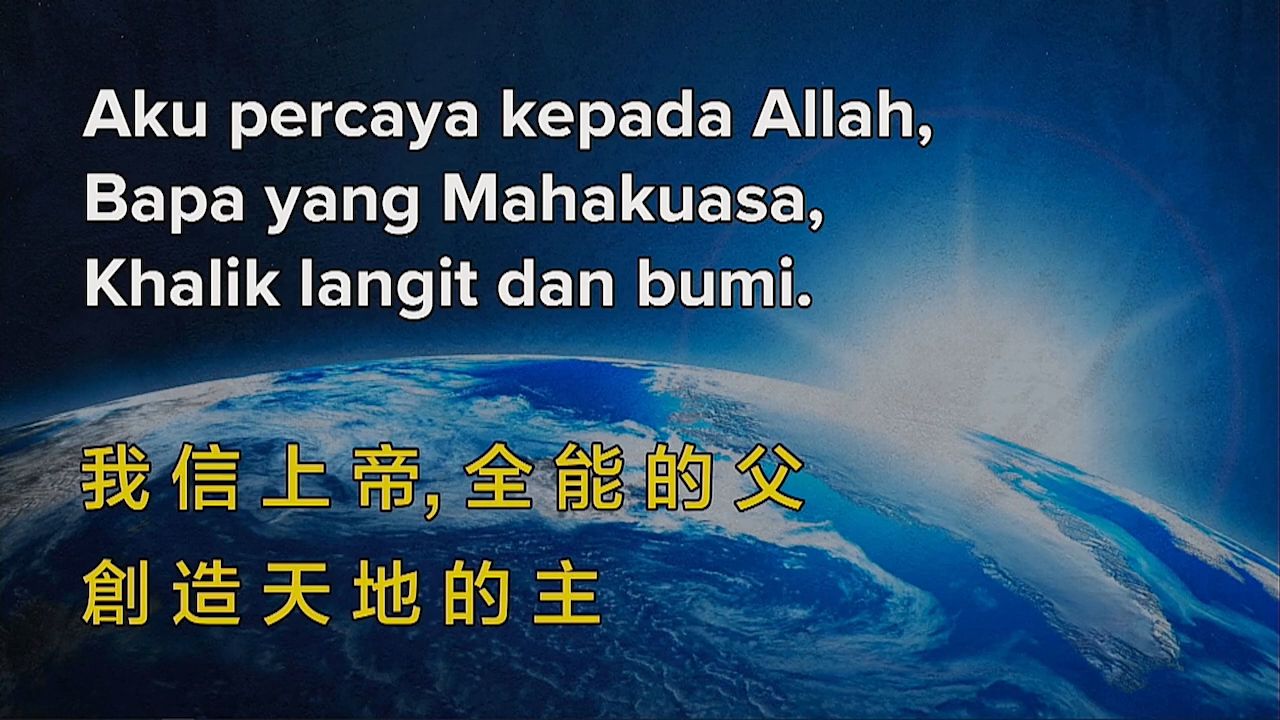 Aku percaya kepada Allah,
Bapa yang Mahakuasa,
Khalik langit dan bumi.
我信上帝,全能的父
創造天地的主